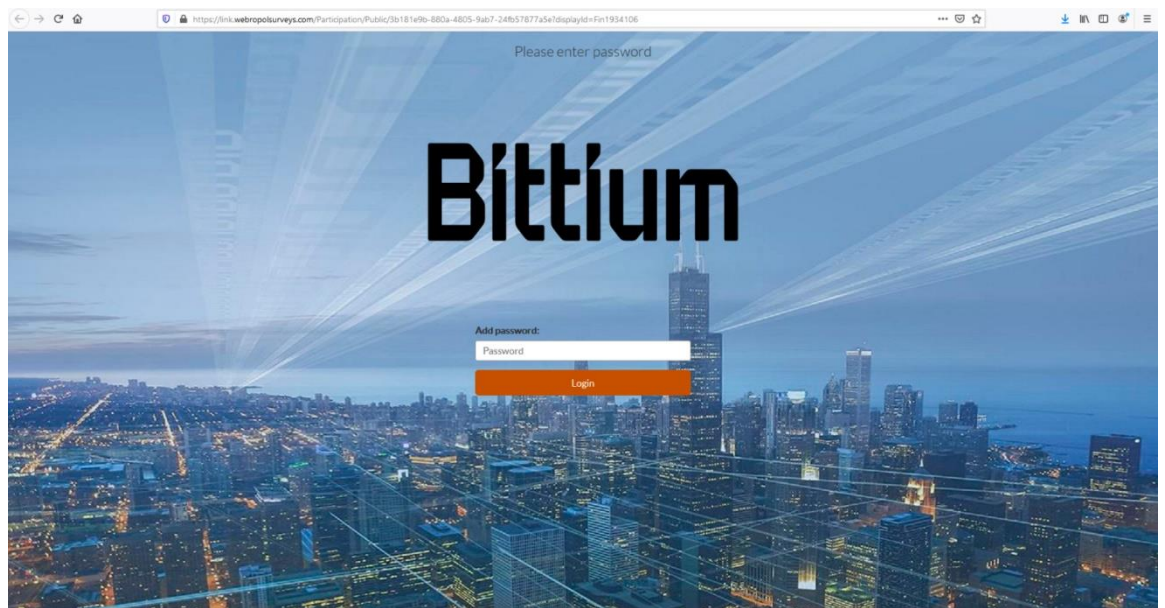 https://link.webropolsurveys.com/Participation/Public/3b181e9b-880a-4805-9ab7-24fb57877a5e?displayId=Fin1934106
Please enter password
Bittium
Add password:
Password
Login